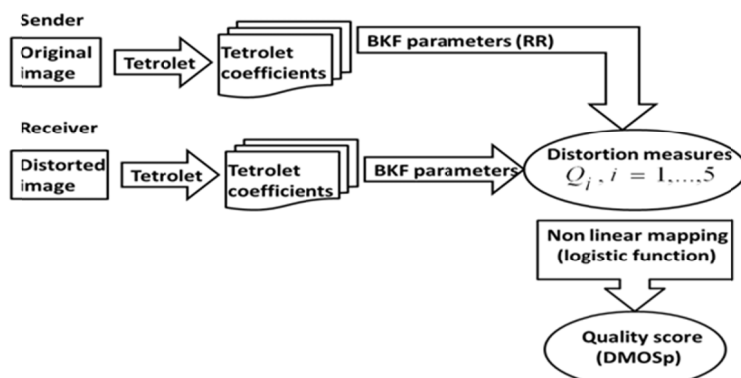 Sender
Original
image
Tetrolet
Tetrolet
coefficients
BKF parameters (RR)
Receiver
Distorted
image
Tetrolet
Tetrolet
coefficients
BKF parameters
Distortion measures
Q_i , i = 1,...,5
Non linear mapping
(logistic function)
Quality score
(DMOSp)